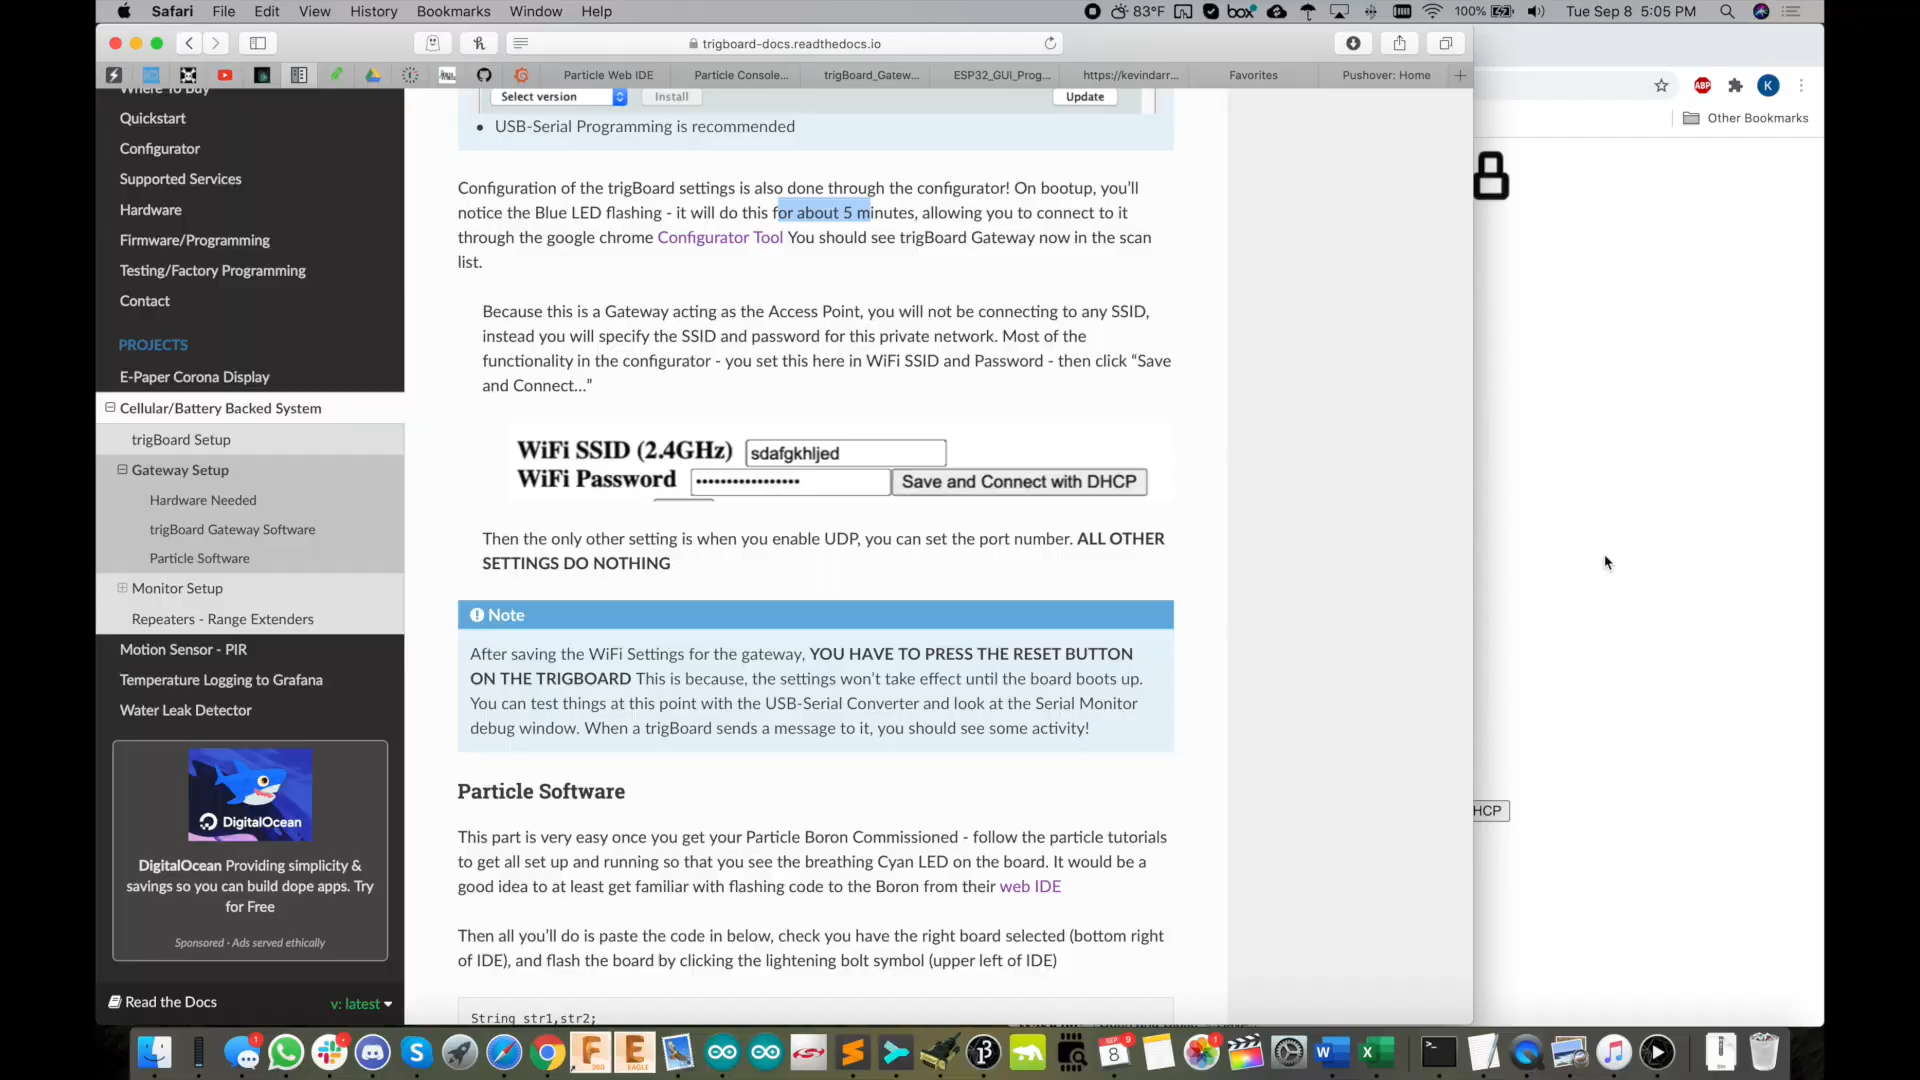 Safari File Edit View History Bookmarks Window Help
box 83°F 100% Tue Sep 8 5:05 PM
trigboard-docs.readthedocs.io
Particle Web IDE Particle Console... trigBoard_Gatew... ESP32_GUI_Prog... https://kevindarr... Favorites Pushover: Home
ABP K
Other Bookmarks
Where To Buy
Quickstart
Configurator
Supported Services
Hardware
Firmware/Programming
Testing/Factory Programming
Contact
PROJECTS
E-Paper Corona Display
Cellular/Battery Backed System
trigBoard Setup
Gateway Setup
Hardware Needed
trigBoard Gateway Software
Particle Software
Monitor Setup
Repeaters - Range Extenders
Motion Sensor - PIR
Temperature Logging to Grafana
Water Leak Detector
DigitalOcean
DigitalOcean Providing simplicity &
savings so you can build dope apps. Try
for Free
Sponsored · Ads served ethically
Read the Docs v: latest
Select version Install Update
USB-Serial Programming is recommended
Configuration of the trigBoard settings is also done through the configurator! On bootup, you'll
notice the Blue LED flashing - it will do this for about 5 minutes, allowing you to connect to it
through the google chrome Configurator Tool You should see trigBoard Gateway now in the scan
list.
Because this is a Gateway acting as the Access Point, you will not be connecting to any SSID,
instead you will specify the SSID and password for this private network. Most of the
functionality in the configurator - you set this here in WiFi SSID and Password - then click “Save
and Connect…”
WiFi SSID (2.4GHz) sdafgkhljed
WiFi Password Save and Connect with DHCP
Then the only other setting is when you enable UDP, you can set the port number. ALL OTHER
SETTINGS DO NOTHING
Note
After saving the WiFi Settings for the gateway, YOU HAVE TO PRESS THE RESET BUTTON
ON THE TRIGBOARD This is because, the settings won't take effect until the board boots up.
You can test things at this point with the USB-Serial Converter and look at the Serial Monitor
debug window. When a trigBoard sends a message to it, you should see some activity!
Particle Software
This part is very easy once you get your Particle Boron Commissioned - follow the particle tutorials
to get all set up and running so that you see the breathing Cyan LED on the board. It would be a
good idea to at least get familiar with flashing code to the Boron from their web IDE
Then all you'll do is paste the code in below, check you have the right board selected (bottom right
of IDE), and flash the board by clicking the lightening bolt symbol (upper left of IDE)
String str1,str2;
8
HCP